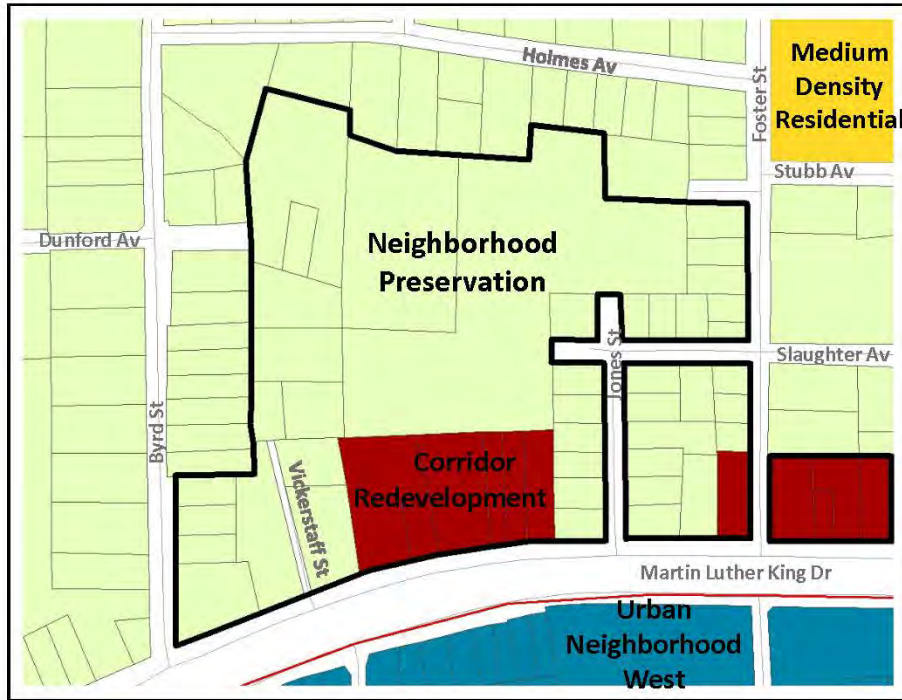 Holmes Av
Foster St
Medium
Density
Residential
Stubb Av
Dunford Av
Neighborhood
Preservation
Jones St
Slaughter Av
Byrd St
Vickerstaff St
Corridor
Redevelopment
Martin Luther King Dr
Urban
Neighborhood
West